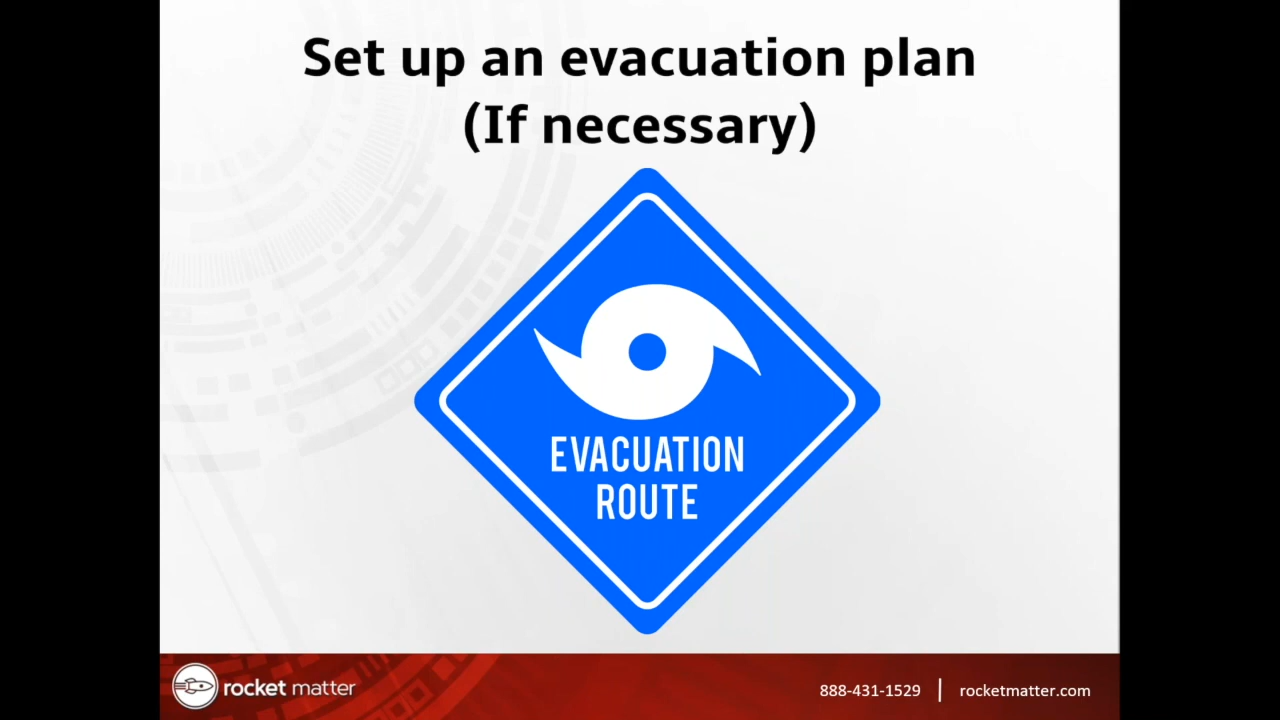 Set up an evacuation plan
(If necessary)
EVACUATION
ROUTE
rocket matter
888-431-1529 | rocketmatter.com